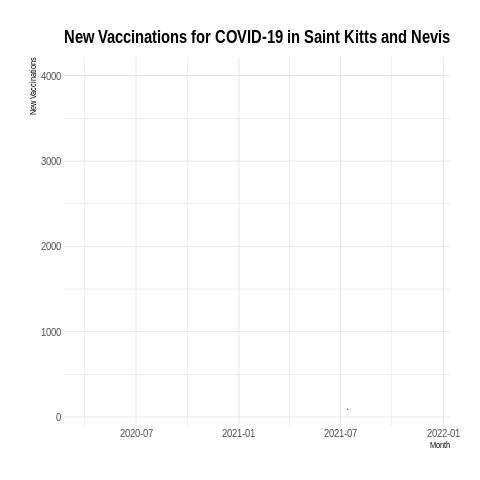 New Vaccinations for COVID-19 in Saint Kitts and Nevis
New Vaccinations
4000
3000
2000
1000
0
2020-07 2021-01 2021-07 2022-01
Month